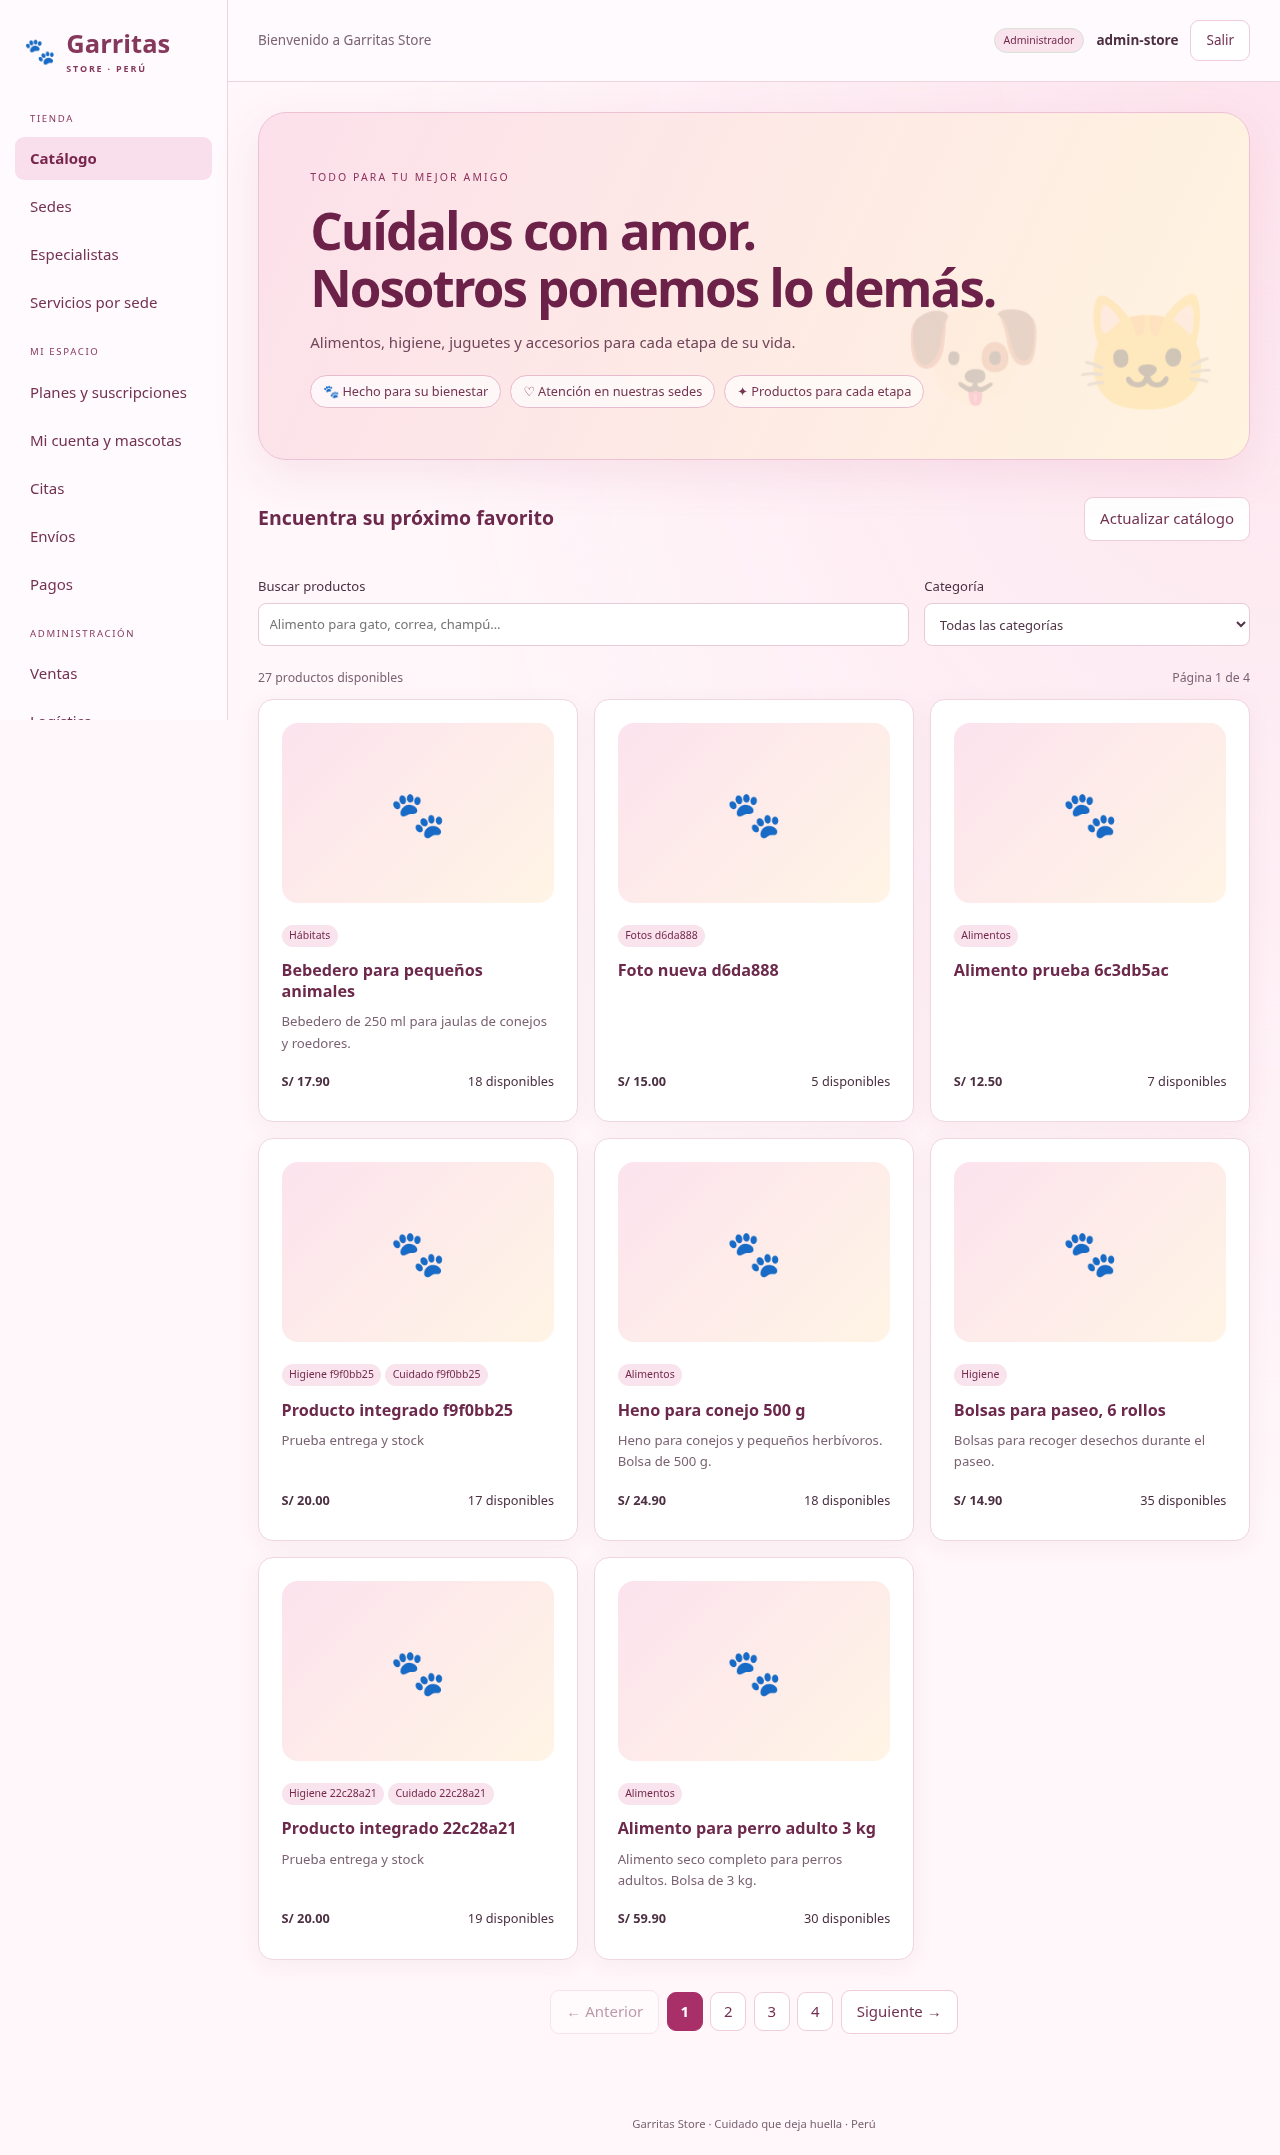 Garritas
STORE · PERÚ
TIENDA
Catálogo
Sedes
Especialistas
Servicios por sede
MI ESPACIO
Planes y suscripciones
Mi cuenta y mascotas
Citas
Envíos
Pagos
ADMINISTRACIÓN
Ventas
Logística
Bienvenido a Garritas Store
Administrador
admin-store
Salir
TODO PARA TU MEJOR AMIGO
Cuídalos con amor.
Nosotros ponemos lo demás.
Alimentos, higiene, juguetes y accesorios para cada etapa de su vida.
🐾 Hecho para su bienestar
♡ Atención en nuestras sedes
✦ Productos para cada etapa
Encuentra su próximo favorito
Actualizar catálogo
Buscar productos
Categoría
Alimento para gato, correa, champú...
Todas las categorías
27 productos disponibles
Página 1 de 4
Hábitats
Bebedero para pequeños
animales
Bebedero de 250 ml para jaulas de conejos
y roedores.
S/ 17.90
18 disponibles
Fotos d6da888
Foto nueva d6da888
S/ 15.00
5 disponibles
Alimentos
Alimento prueba 6c3db5ac
S/ 12.50
7 disponibles
Higiene f9f0bb25
Cuidado f9f0bb25
Producto integrado f9f0bb25
Prueba entrega y stock
S/ 20.00
17 disponibles
Alimentos
Heno para conejo 500 g
Heno para conejos y pequeños herbívoros.
Bolsa de 500 g.
S/ 24.90
18 disponibles
Higiene
Bolsas para paseo, 6 rollos
Bolsas para recoger desechos durante el
paseo.
S/ 14.90
35 disponibles
Higiene 22c28a21
Cuidado 22c28a21
Producto integrado 22c28a21
Prueba entrega y stock
S/ 20.00
19 disponibles
Alimentos
Alimento para perro adulto 3 kg
Alimento seco completo para perros
adultos. Bolsa de 3 kg.
S/ 59.90
30 disponibles
← Anterior
1
2
3
4
Siguiente →
Garritas Store · Cuidado que deja huella · Perú